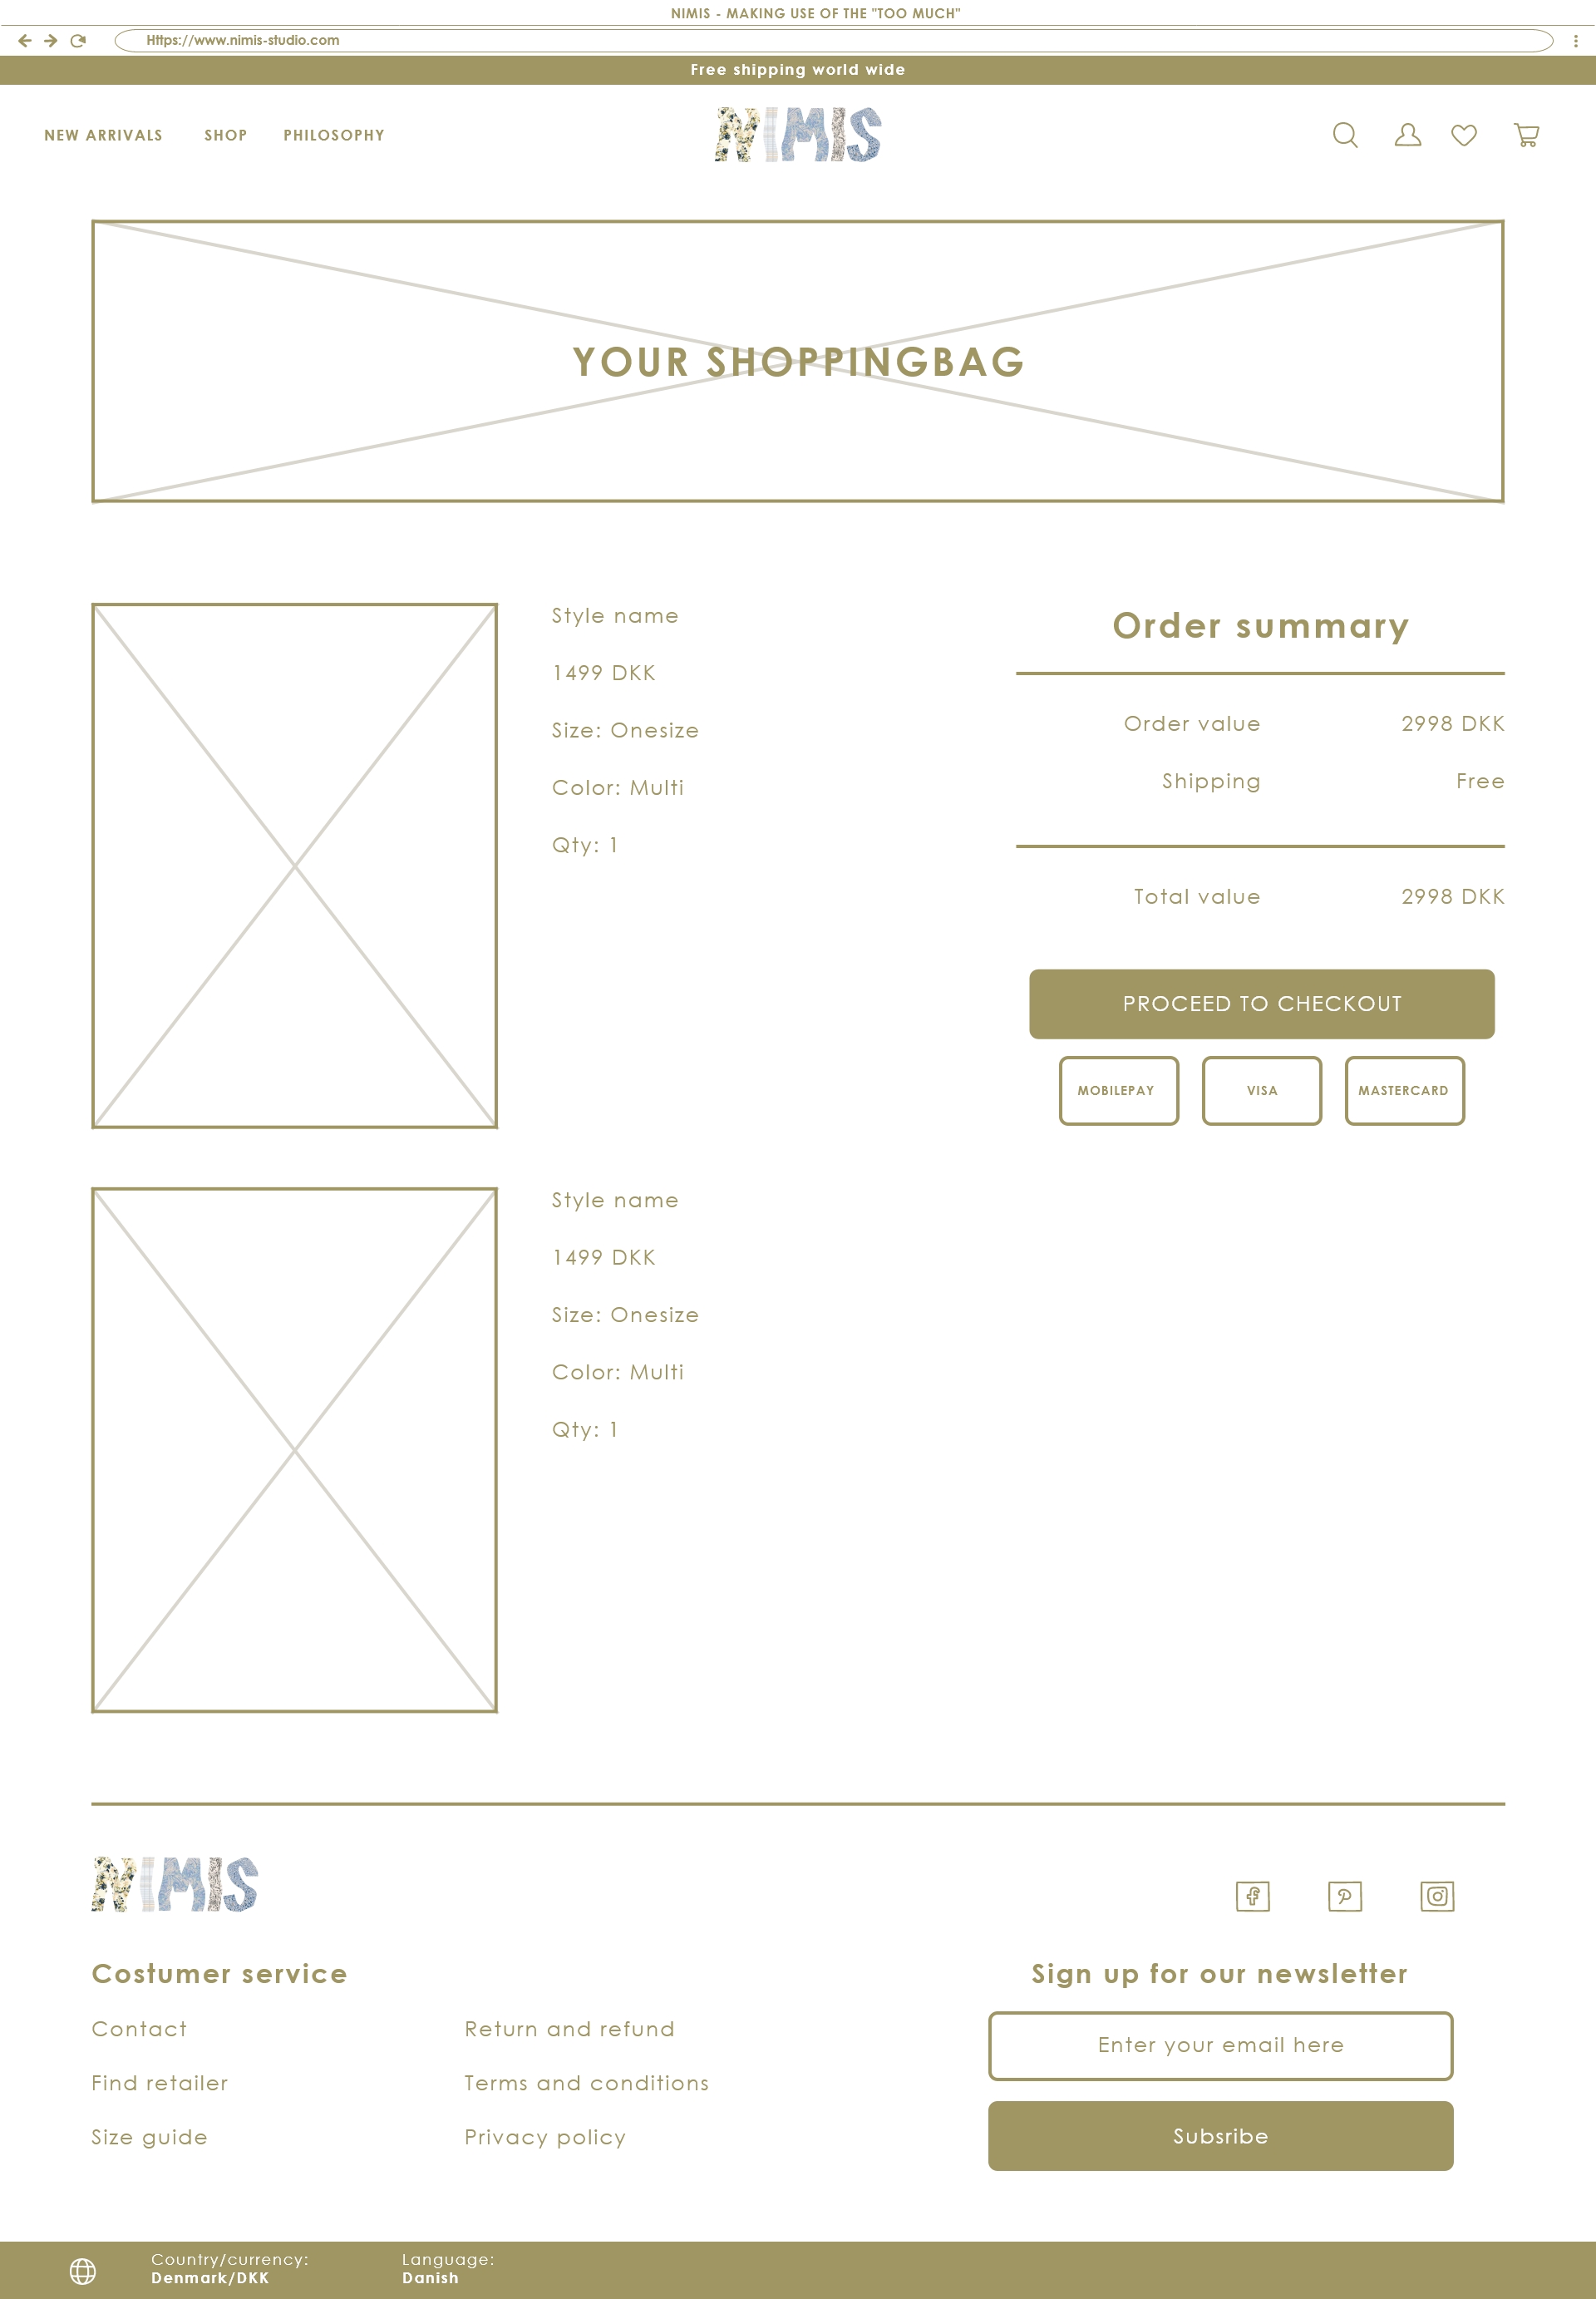 NIMIS - MAKING USE OF THE "TOO MUCH"
Https://www.nimis-studio.com
Free shipping world wide
NEW ARRIVALS SHOP PHILOSOPHY
NIMIS
YOUR SHOPPINGBAG
Style name
1499 DKK
Size: Onesize
Color: Multi
Qty: 1
Order summary
Order value 2998 DKK
Shipping Free
Total value 2998 DKK
PROCEED TO CHECKOUT
MOBILEPAY VISA MASTERCARD
Style name
1499 DKK
Size: Onesize
Color: Multi
Qty: 1
NIMIS
Costumer service
Contact
Find retailer
Size guide
Return and refund
Terms and conditions
Privacy policy
Sign up for our newsletter
Enter your email here
Subsribe
Country/currency:
Denmark/DKK
Language:
Danish